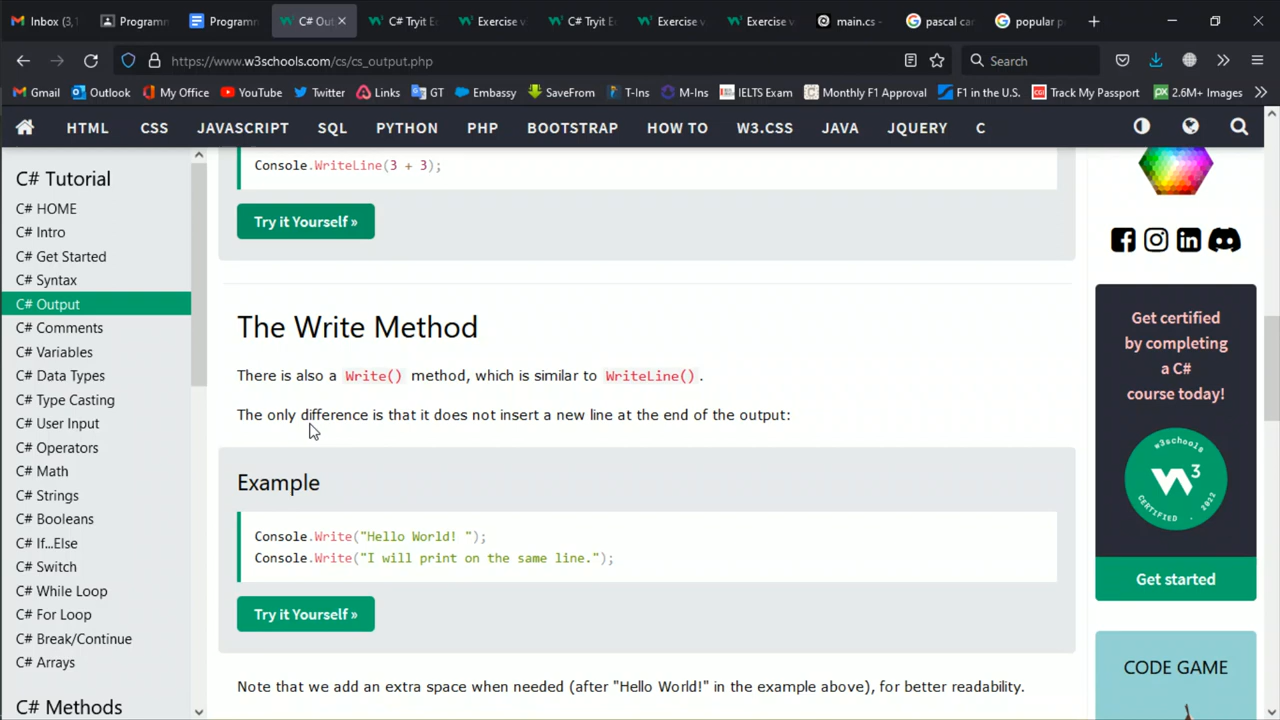 Inbox (3,
Programm
Programm
C# Out
C# Tryit E
Exercise v
C# Tryit E
Exercise v
Exercise v
main.cs -
pascal car
popular p
https://www.w3schools.com/cs/cs_output.php
Search
Gmail
Outlook
My Office
YouTube
Twitter
Links
GT
Embassy
SaveFrom
T-Ins
M-Ins
IELTS Exam
Monthly F1 Approval
F1 in the U.S.
Track My Passport
2.6M+ Images
HTML
CSS
JAVASCRIPT
SQL
PYTHON
PHP
BOOTSTRAP
HOW TO
W3.CSS
JAVA
JQUERY
C
C# Tutorial
C# HOME
C# Intro
C# Get Started
C# Syntax
C# Output
C# Comments
C# Variables
C# Data Types
C# Type Casting
C# User Input
C# Operators
C# Math
C# Strings
C# Booleans
C# If...Else
C# Switch
C# While Loop
C# For Loop
C# Break/Continue
C# Arrays
C# Methods
Console.WriteLine(3 + 3);
Try it Yourself »
The Write Method
There is also a Write() method, which is similar to WriteLine().
The only difference is that it does not insert a new line at the end of the output:
Example
Console.Write("Hello World! ");
Console.Write("I will print on the same line.");
Try it Yourself »
Note that we add an extra space when needed (after "Hello World!" in the example above), for better readability.
Get certified
by completing
a C#
course today!
w3schools
W3
CERTIFIED . 2022
Get started
CODE GAME